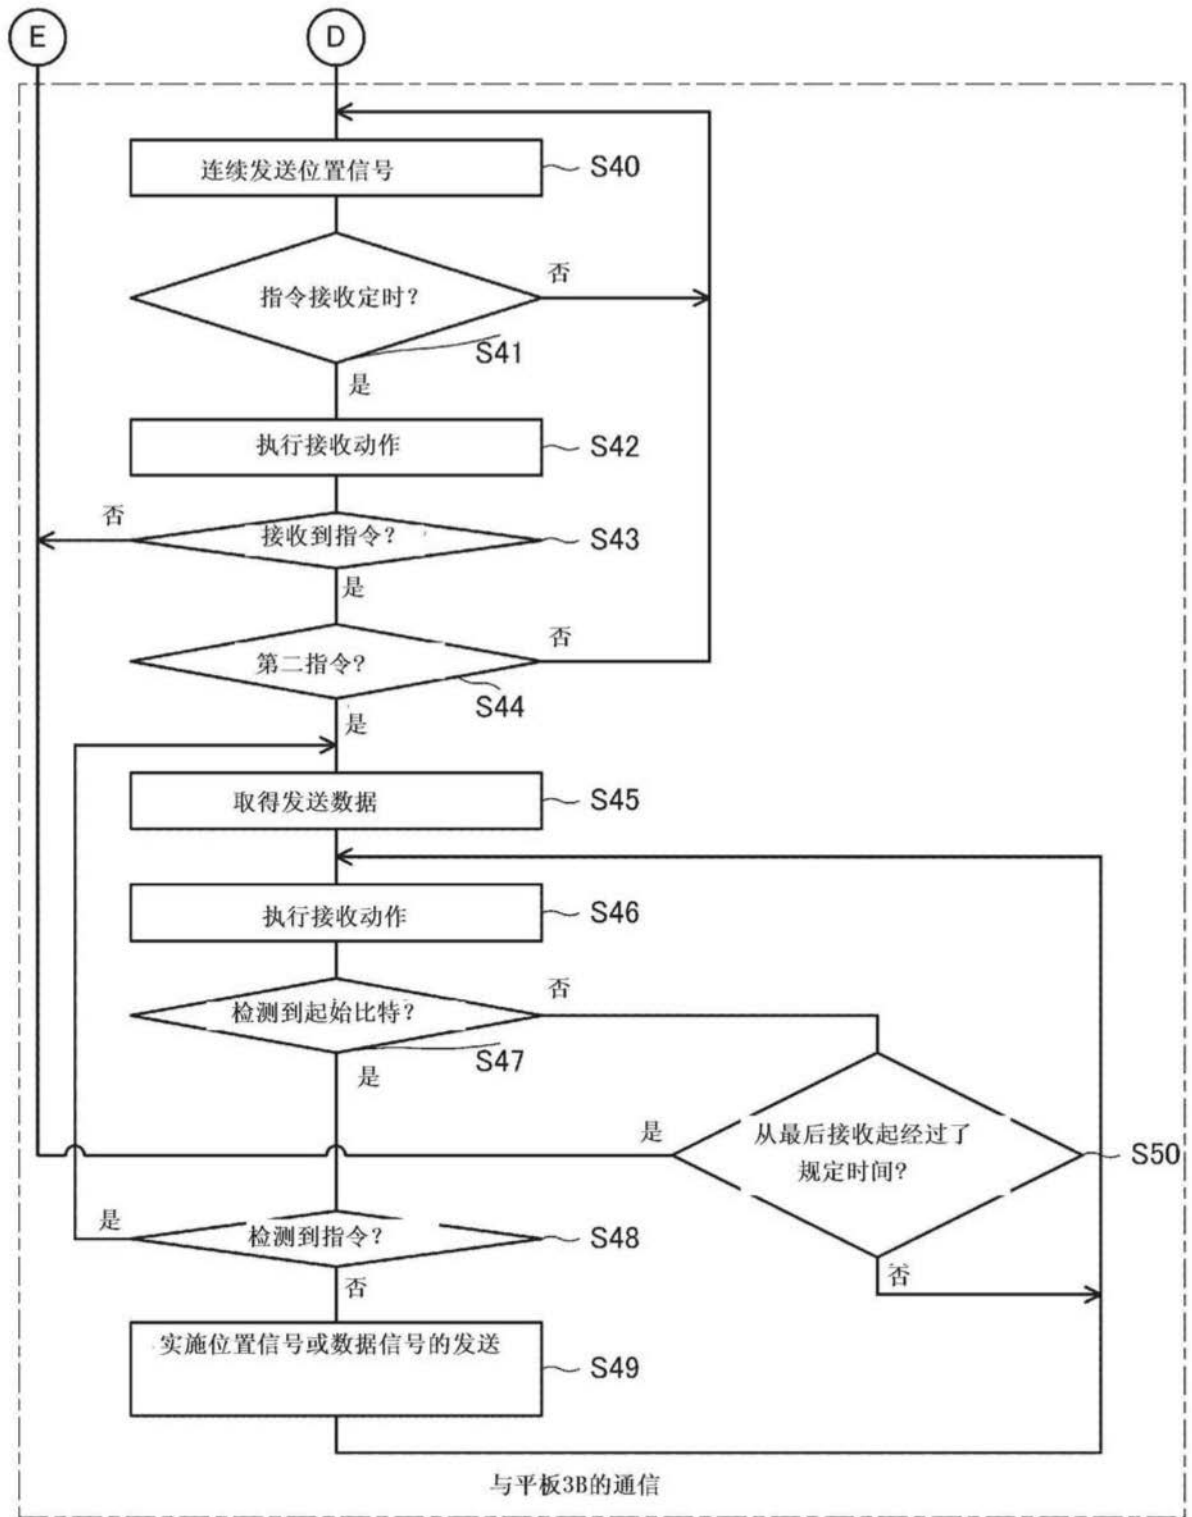 E
D
连续发送位置信号
S40
指令接收定时?
否
S41
是
执行接收动作
S42
否
接收到指令?
S43
是
第二指令?
否
S44
是
取得发送数据
S45
执行接收动作
S46
检测到起始比特?
否
S47
是
是
从最后接收起经过了
规定时间?
S50
是
检测到指令?
S48
否
否
实施位置信号或数据信号的发送
S49
与平板3B的通信